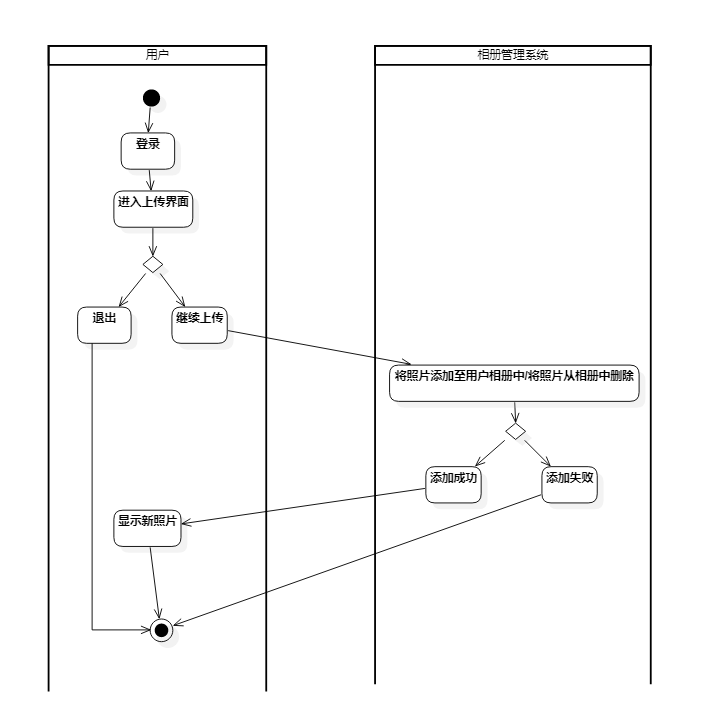 用户
相册管理系统
登录
进入上传界面
退出
继续上传
将照片添加至用户相册中/将照片从相册中删除
添加成功
添加失败
显示新照片